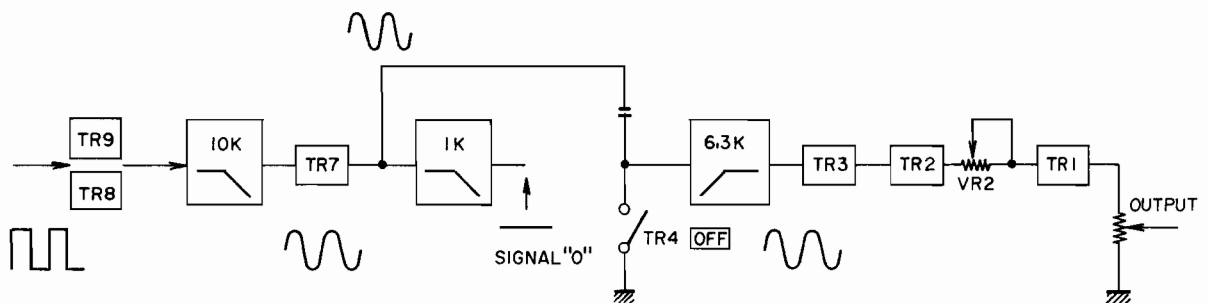 TR9
TR8
10K
TR7
1K
SIGNAL "0"
TR4 OFF
6.3K
TR3
TR2
VR2
TR1
OUTPUT